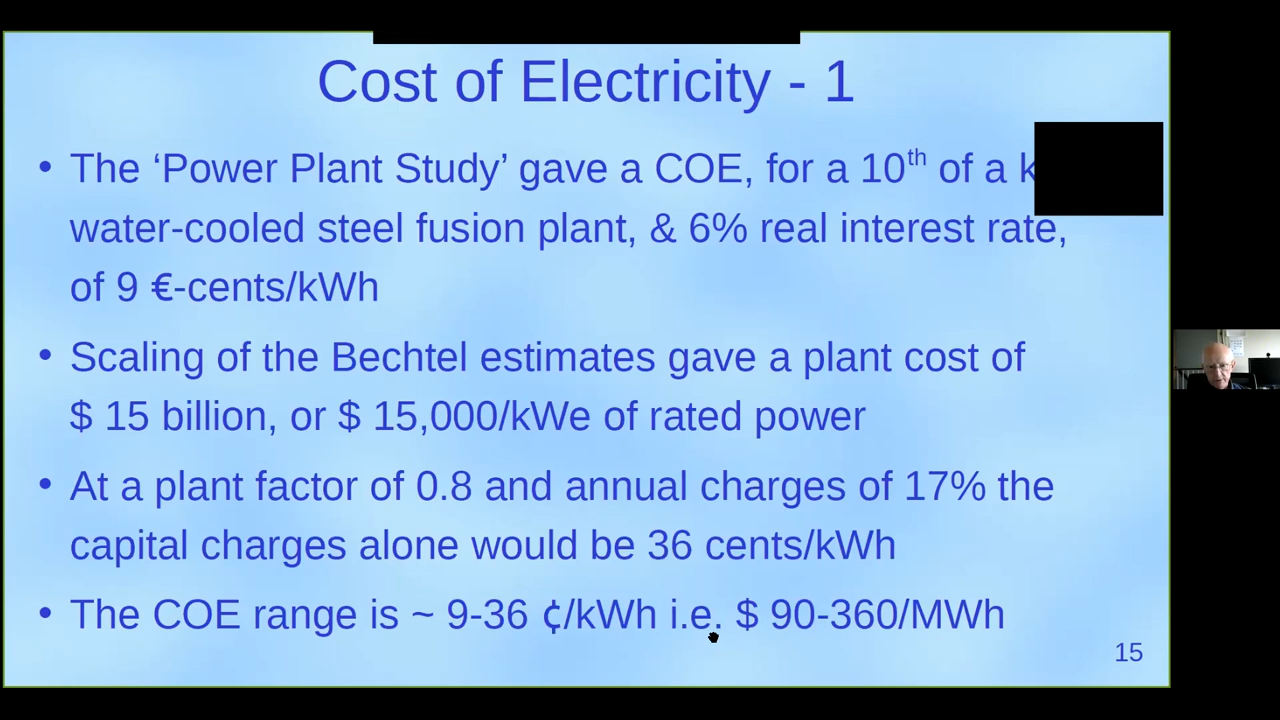 Cost of Electricity - 1
• The ‘Power Plant Study’ gave a COE, for a 10th of a
water-cooled steel fusion plant, & 6% real interest rate,
of 9 €-cents/kWh
• Scaling of the Bechtel estimates gave a plant cost of
$ 15 billion, or $ 15,000/kWe of rated power
• At a plant factor of 0.8 and annual charges of 17% the
capital charges alone would be 36 cents/kWh
• The COE range is ~ 9-36 ¢/kWh i.e. $ 90-360/MWh
15